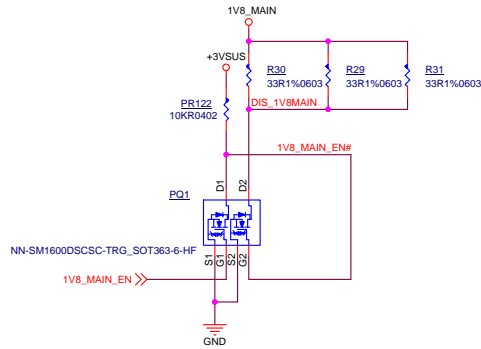 1V8_MAIN
+3VSUS
R30
33R1%0603
R29
33R1%0603
R31
33R1%0603
PR122
10KR0402
DIS_1V8MAIN
1V8_MAIN_EN#
D1
D2
PQ1
NN-SM1600DSCSC-TRG_SOT363-6-HF
S1
G1
S2
G2
1V8_MAIN_EN
GND